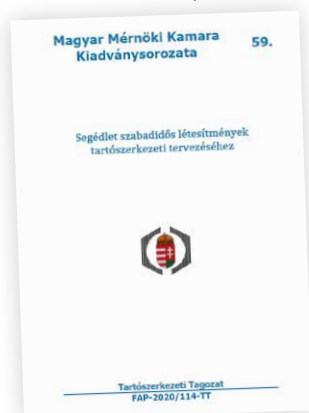 Magyar Mérnöki Kamara
Kiadványsorozata
59.
Segédlet szabadidős létesítmények
tartószerkezeti tervezéséhez
Tartószerkezeti Tagozat
FAP-2020/114-TT